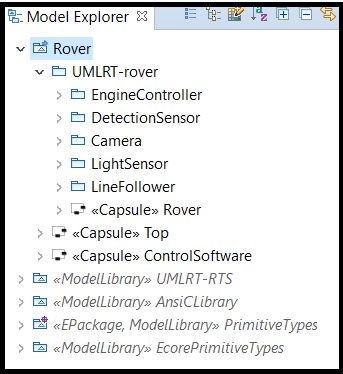 Model Explorer
Rover
UMLRT-rover
EngineController
DetectionSensor
Camera
LightSensor
LineFollower
«Capsule» Rover
«Capsule» Top
«Capsule» ControlSoftware
«ModelLibrary» UMLRT-RTS
«ModelLibrary» AnsiCLibrary
«EPackage, ModelLibrary» PrimitiveTypes
«ModelLibrary» EcorePrimitiveTypes